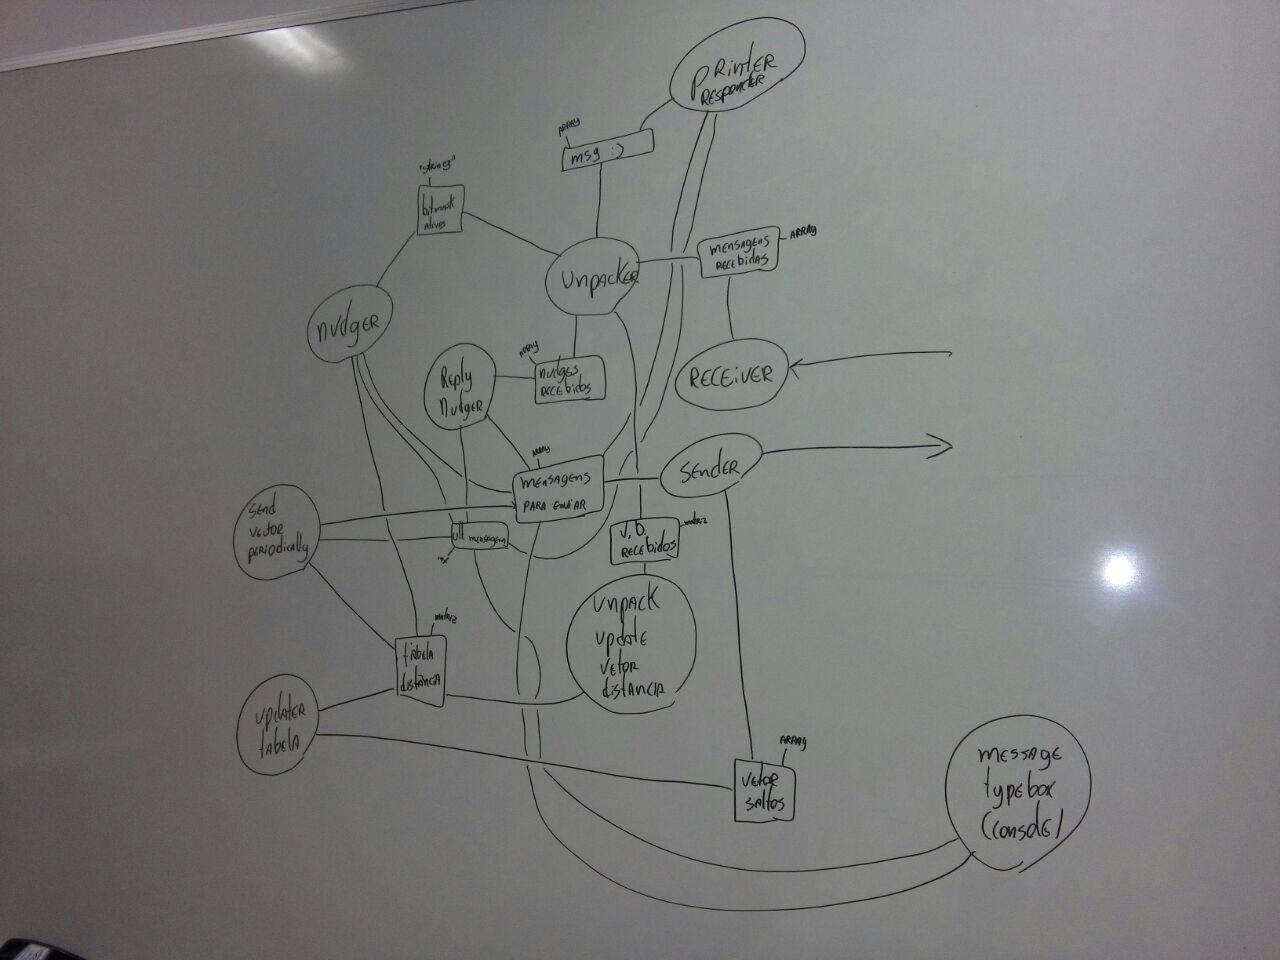 printer
responder
ARRAY
msg :)
"string"
bitmask
alives
unpacker
mensagens
recebidas
ARRAY
nudger
Reply
nudger
ARRAY
nudges
recebidos
RECEIVER
ARRAY
mensagens
para enviar
sender
send
vetor
periodically
ult mensagem
V.D.
recebidos
matriz
unpack
update
vetor
distancia
matriz
tabela
distância
updater
tabela
ARRAY
vetor
saltos
message
typebox
(console)